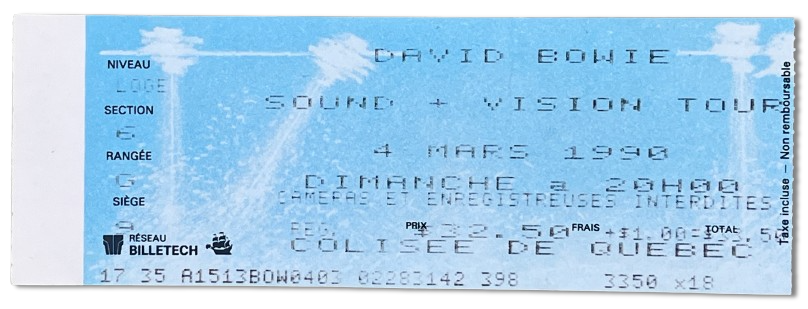 NIVEAU
LOGE
SECTION
6
RANGÉE
G
SIÈGE
9
RÉSEAU
BILLETECH
DAVID BOWIE
SOUND + VISION TOUR
4 MARS 1990
DIMANCHE a 20H00
CAMERAS ET ENREGISTREUSES INTERDITES
REG. PRIX $32.50 FRAIS +$1.00= TOTAL $33.50
COLISEE DE QUEBEC
17 35 A1513BOW0403 02283142 398 3350 x18
Taxe incluse – Non remboursable